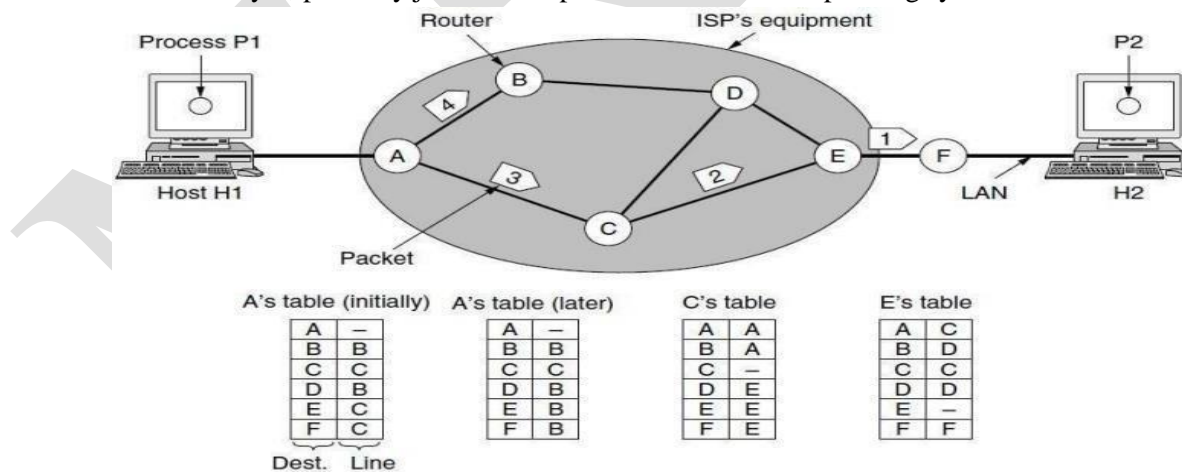 Router
ISP's equipment
Process P1
P2
B
D
4
1
A
E
F
3
2
Host H1
C
LAN
H2
Packet
A's table (initially) A's table (later) C's table E's table
A – A – A A A C
B B B B B A B D
C C C C C – C C
D B D B D E D D
E C E B E E E –
F C F B F E F F
Dest. Line